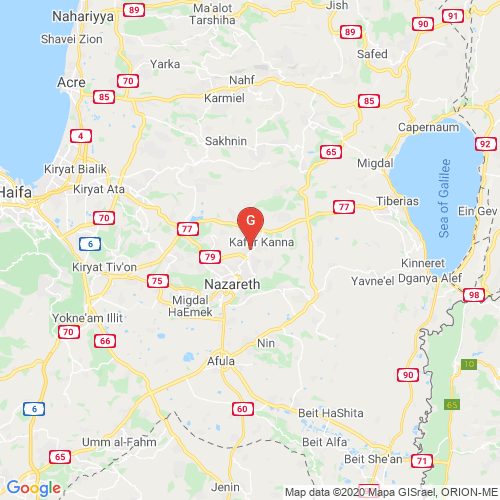 Nahariyya
Ma'alot
Tarshiha
Jish
Shavei Zion
89
89
91
90
Safed
Yarka
Nahf
Acre
70
85
Karmiel
85
4
Sakhnin
Capernaum
92
65
Kiryat Bialik
Migdal
Haifa
Kiryat Ata
Tiberias
Sea of Galilee
Ein Gev
70
77
77
G
6
Kafr Kanna
79
Kiryat Tiv'on
75
Nazareth
Kinneret
Dganya Alef
Yavne'el
98
Migdal
HaEmek
Yokne'am Illit
70
66
Nin
Afula
10
90
6
60
65
Beit HaShita
Umm al-Fahm
Beit Alfa
65
Beit She'an
71
Jenin
Google
Map data ©2020 Mapa GISrael, ORION-ME